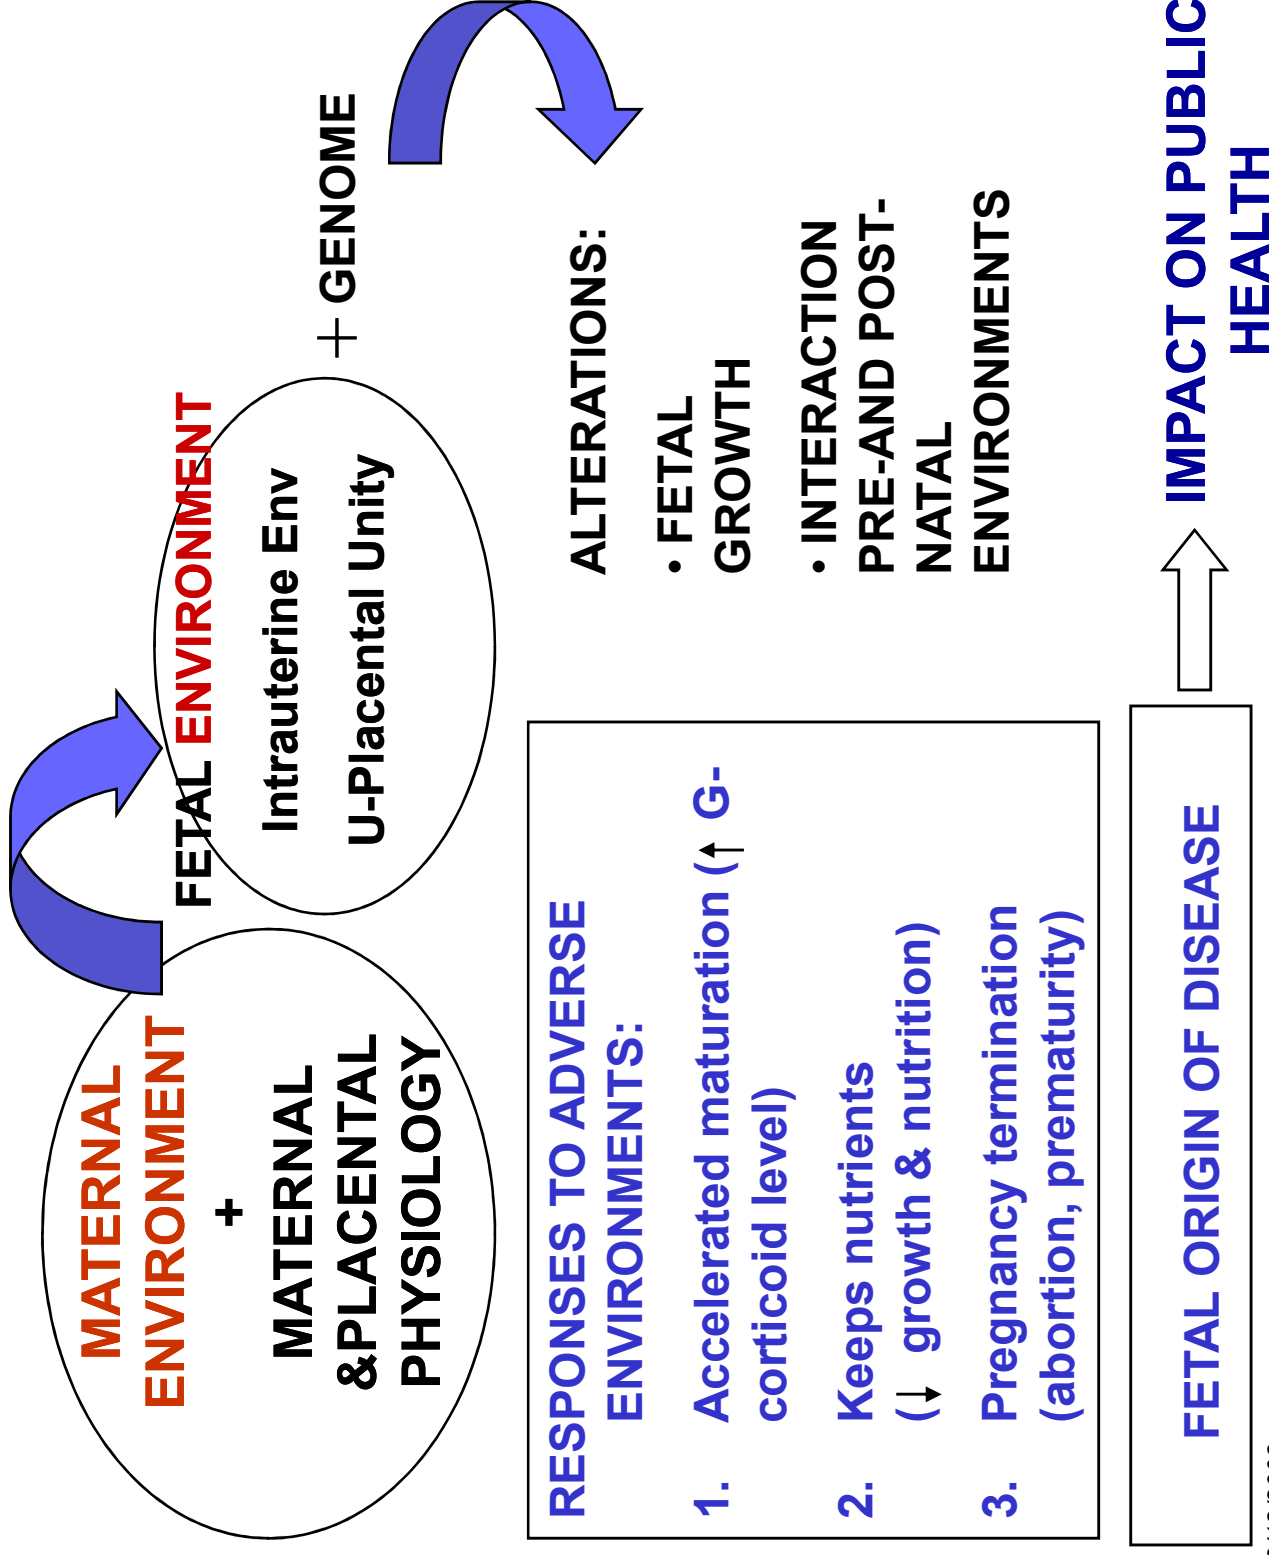 MATERNAL
ENVIRONMENT
+
MATERNAL
&PLACENTAL
PHYSIOLOGY
FETAL ENVIRONMENT
Intrauterine Env
U-Placental Unity
+ GENOME
RESPONSES TO ADVERSE
ENVIRONMENTS:
1. Accelerated maturation (↑ G-
corticoid level)
2. Keeps nutrients
(↓ growth & nutrition)
3. Pregnancy termination
(abortion, prematurity)
ALTERATIONS:
• FETAL
GROWTH
• INTERACTION
PRE-AND POST-
NATAL
ENVIRONMENTS
FETAL ORIGIN OF DISEASE
IMPACT ON PUBLIC
HEALTH